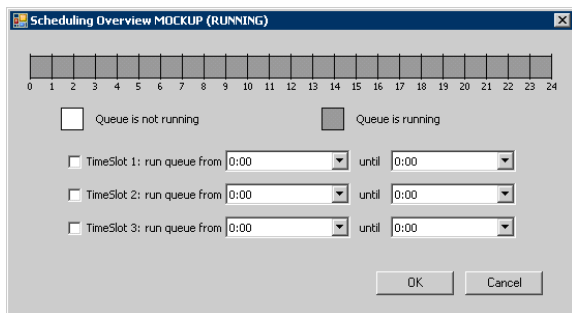 Scheduling Overview MOCKUP (RUNNING)
0 1 2 3 4 5 6 7 8 9 10 11 12 13 14 15 16 17 18 19 20 21 22 23 24
Queue is not running Queue is running
TimeSlot 1: run queue from 0:00 until 0:00
TimeSlot 2: run queue from 0:00 until 0:00
TimeSlot 3: run queue from 0:00 until 0:00
OK Cancel